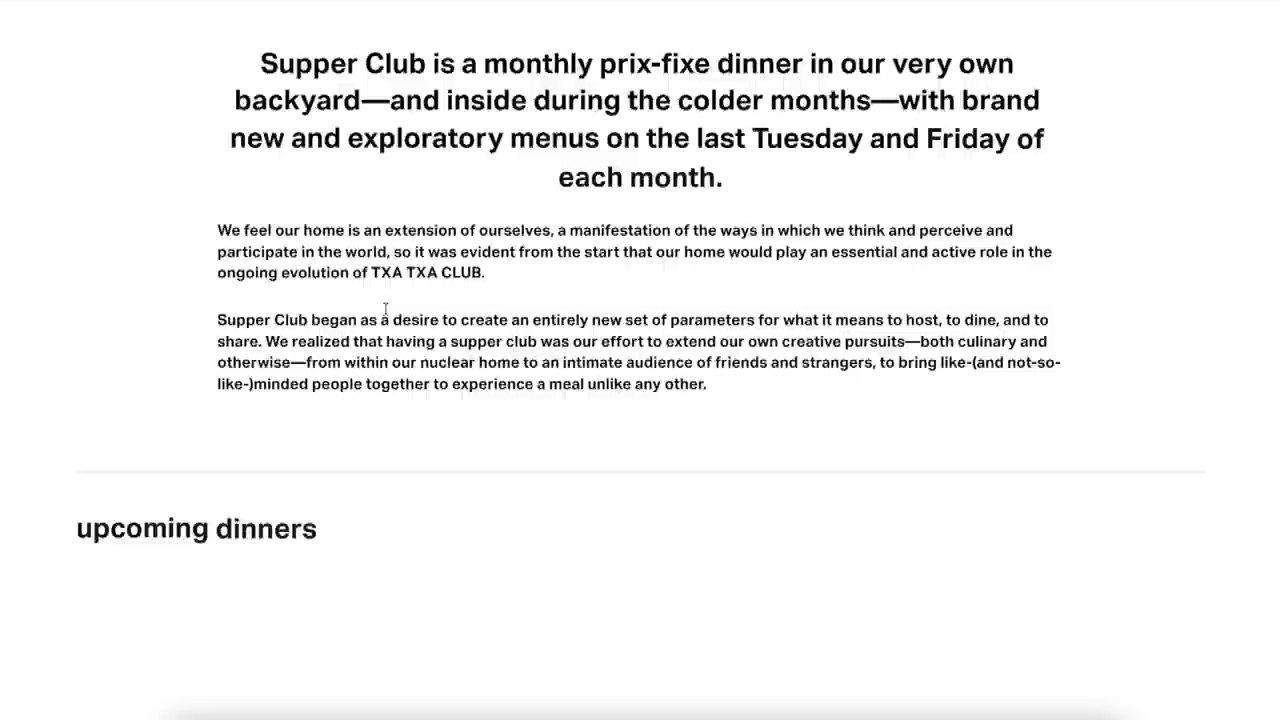 Supper Club is a monthly prix-fixe dinner in our very own
backyard—and inside during the colder months—with brand
new and exploratory menus on the last Tuesday and Friday of
each month.
We feel our home is an extension of ourselves, a manifestation of the ways in which we think and perceive and
participate in the world, so it was evident from the start that our home would play an essential and active role in the
ongoing evolution of TXA TXA CLUB.
Supper Club began as a desire to create an entirely new set of parameters for what it means to host, to dine, and to
share. We realized that having a supper club was our effort to extend our own creative pursuits—both culinary and
otherwise—from within our nuclear home to an intimate audience of friends and strangers, to bring like-(and not-so-
like-)minded people together to experience a meal unlike any other.
upcoming dinners